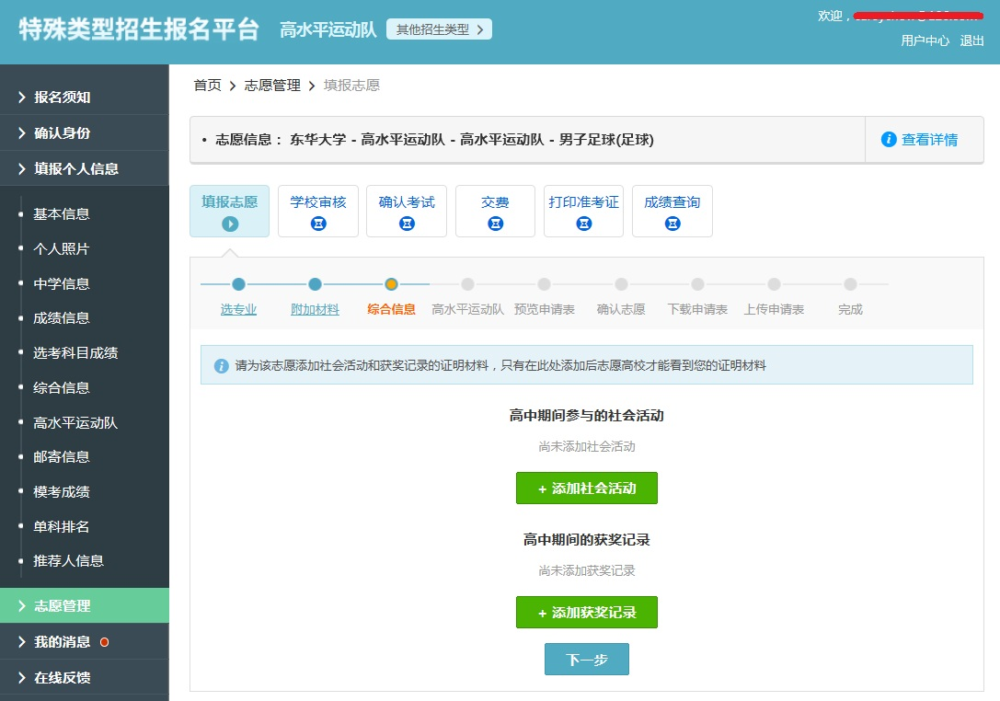 特殊类型招生报名平台 高水平运动队 其他招生类型
欢迎，
用户中心 退出
报名须知
确认身份
填报个人信息
基本信息
个人照片
中学信息
成绩信息
选考科目成绩
综合信息
高水平运动队
邮寄信息
模考成绩
单科排名
推荐人信息
志愿管理
我的消息
在线反馈
首页 > 志愿管理 > 填报志愿
• 志愿信息： 东华大学 - 高水平运动队 - 高水平运动队 - 男子足球(足球)
查看详情
填报志愿 学校审核 确认考试 交费 打印准考证 成绩查询
选专业 附加材料 综合信息 高水平运动队 预览申请表 确认志愿 下载申请表 上传申请表 完成
请为该志愿添加社会活动和获奖记录的证明材料，只有在此处添加后志愿高校才能看到您的证明材料
高中期间参与的社会活动
尚未添加社会活动
+ 添加社会活动
高中期间的获奖记录
尚未添加获奖记录
+ 添加获奖记录
下一步